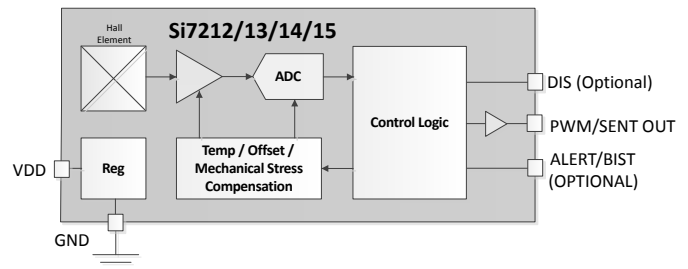 Hall
Element
Si7212/13/14/15
ADC
Control Logic
DIS (Optional)
PWM/SENT OUT
ALERT/BIST
(OPTIONAL)
Temp / Offset /
Mechanical Stress
Compensation
Reg
VDD
GND